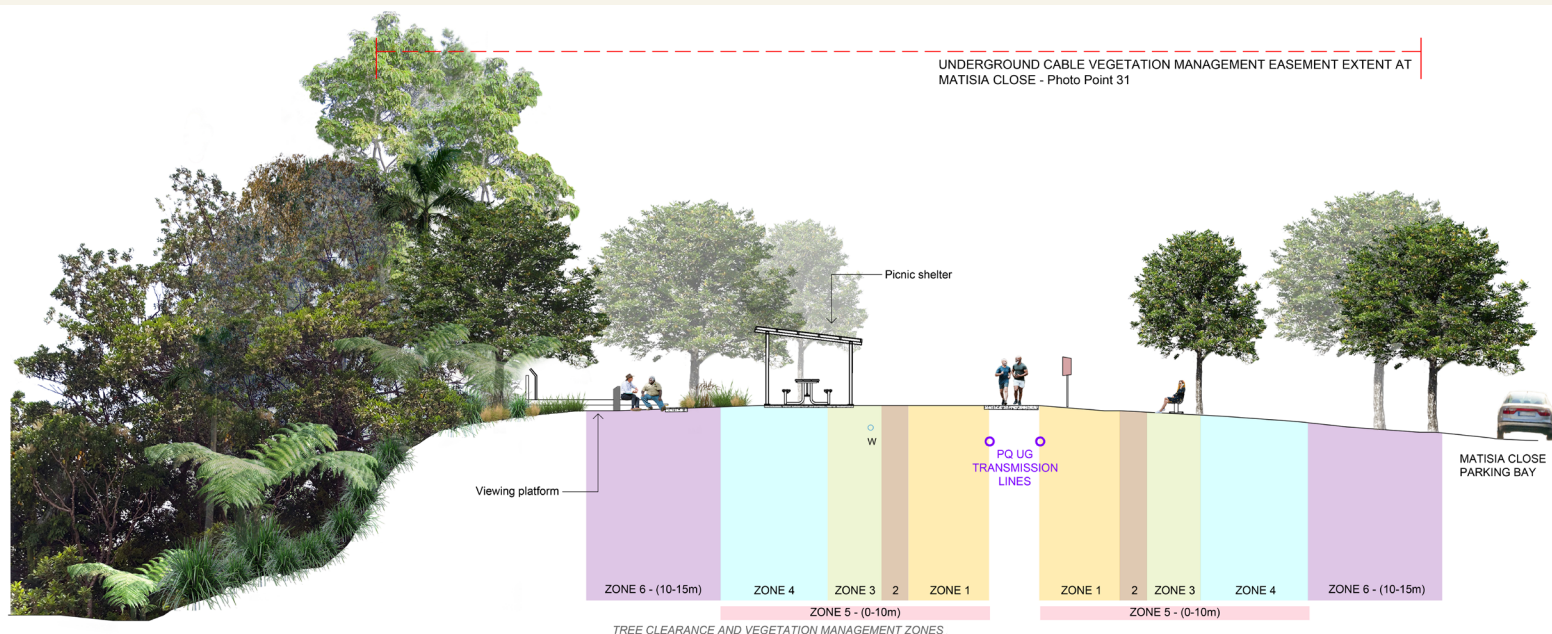 UNDERGROUND CABLE VEGETATION MANAGEMENT EASEMENT EXTENT AT
MATISIA CLOSE - Photo Point 31
Picnic shelter
W
PQ UG
TRANSMISSION
LINES
MATISIA CLOSE
PARKING BAY
Viewing platform
ZONE 6 - (10-15m)
ZONE 4
ZONE 3
2
ZONE 1
ZONE 1
2
ZONE 3
ZONE 4
ZONE 6 - (10-15m)
ZONE 5 - (0-10m)
ZONE 5 - (0-10m)
TREE CLEARANCE AND VEGETATION MANAGEMENT ZONES